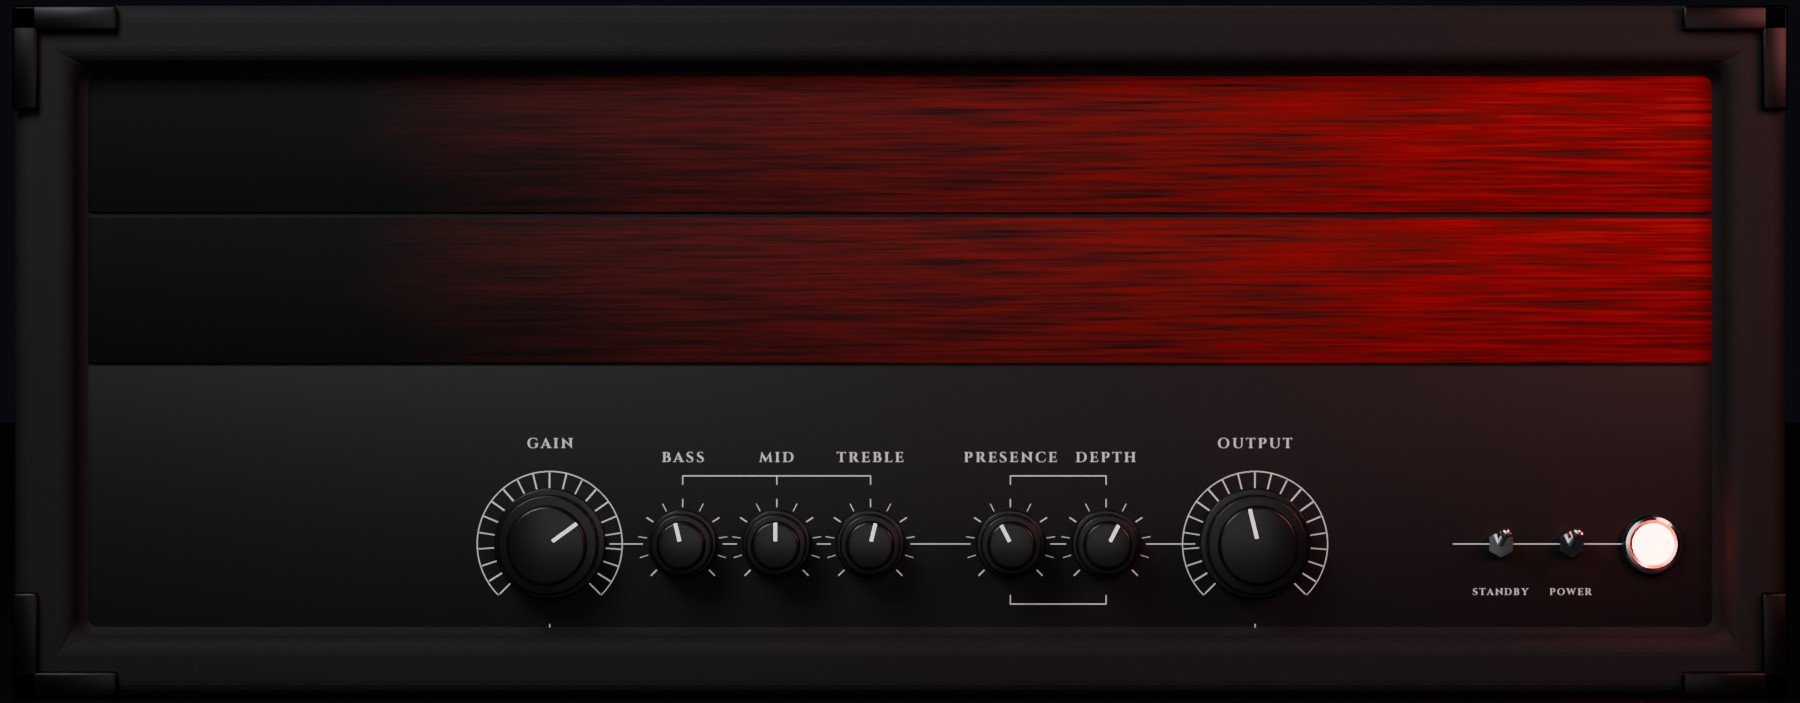 GAIN
BASS
MID
TREBLE
PRESENCE
DEPTH
OUTPUT
STANDBY
POWER